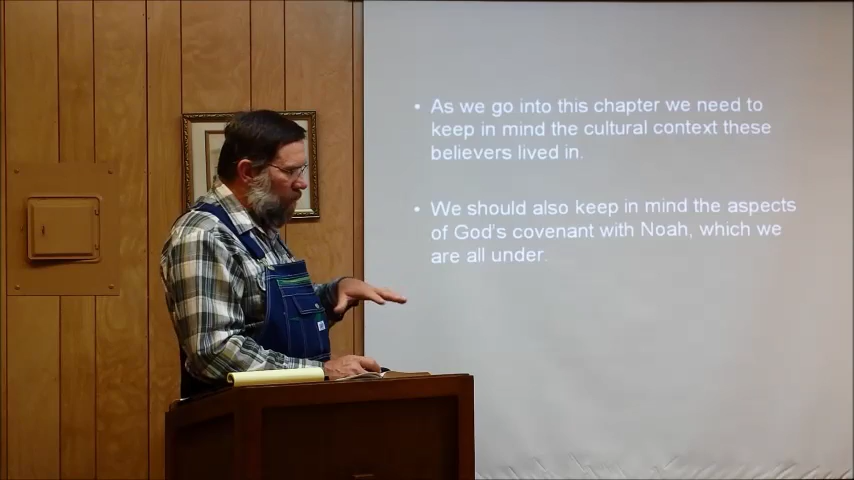 • As we go into this chapter we need to
keep in mind the cultural context these
believers lived in.
• We should also keep in mind the aspects
of God's covenant with Noah, which we
are all under.